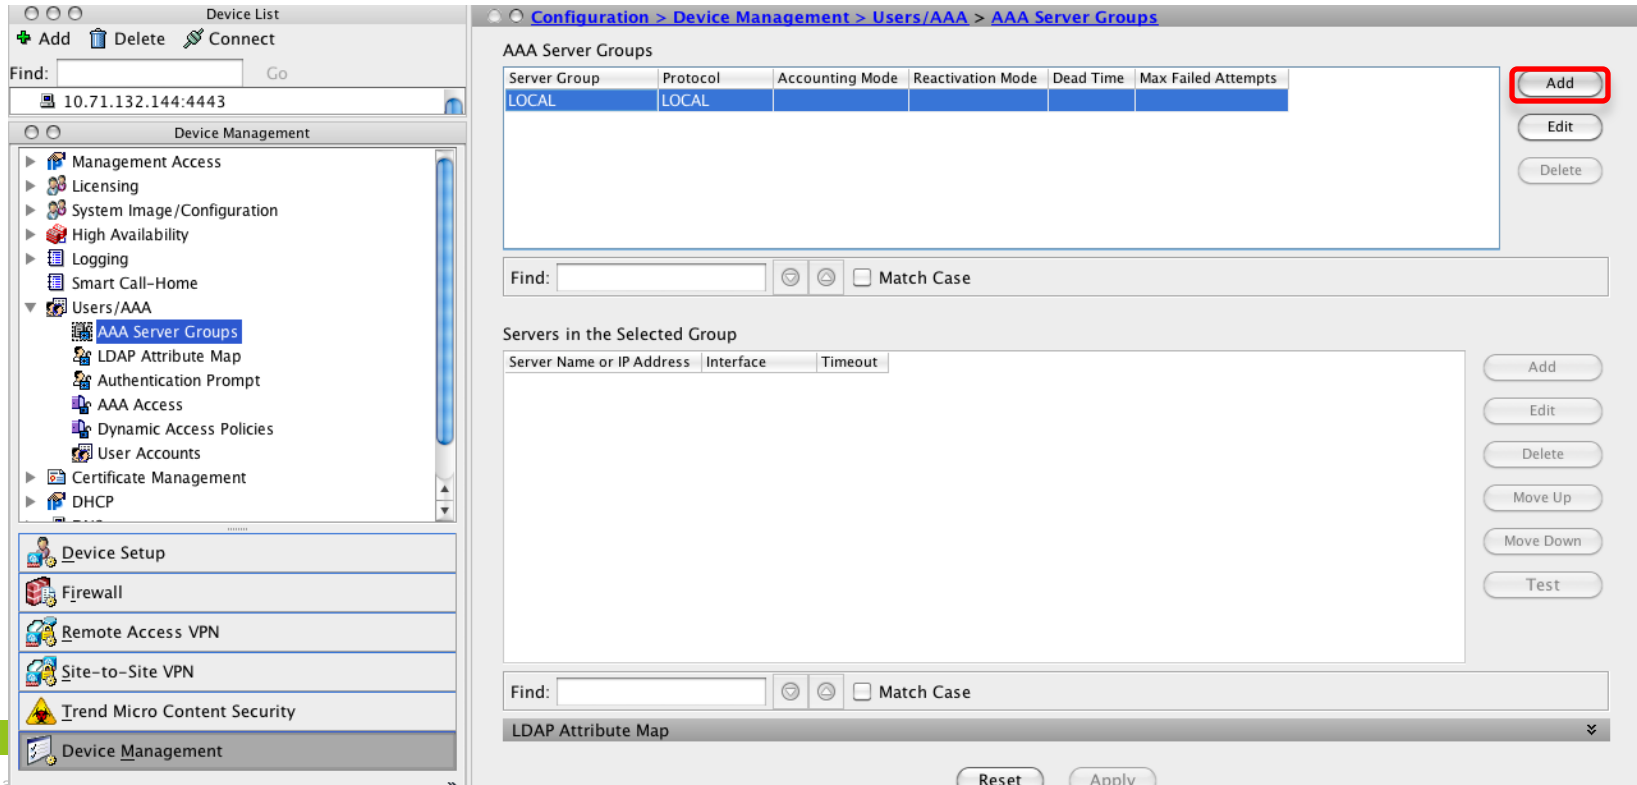 Device List
Add Delete Connect
Find: Go
10.71.132.144:4443
Device Management
Management Access
Licensing
System Image/Configuration
High Availability
Logging
Smart Call-Home
Users/AAA
AAA Server Groups
LDAP Attribute Map
Authentication Prompt
AAA Access
Dynamic Access Policies
User Accounts
Certificate Management
DHCP
Device Setup
Firewall
Remote Access VPN
Site-to-Site VPN
Trend Micro Content Security
Device Management
Configuration > Device Management > Users/AAA > AAA Server Groups
AAA Server Groups
Server Group Protocol Accounting Mode Reactivation Mode Dead Time Max Failed Attempts
LOCAL LOCAL
Add
Edit
Delete
Find: Match Case
Servers in the Selected Group
Server Name or IP Address Interface Timeout
Add
Edit
Delete
Move Up
Move Down
Test
Find: Match Case
LDAP Attribute Map
Reset Apply